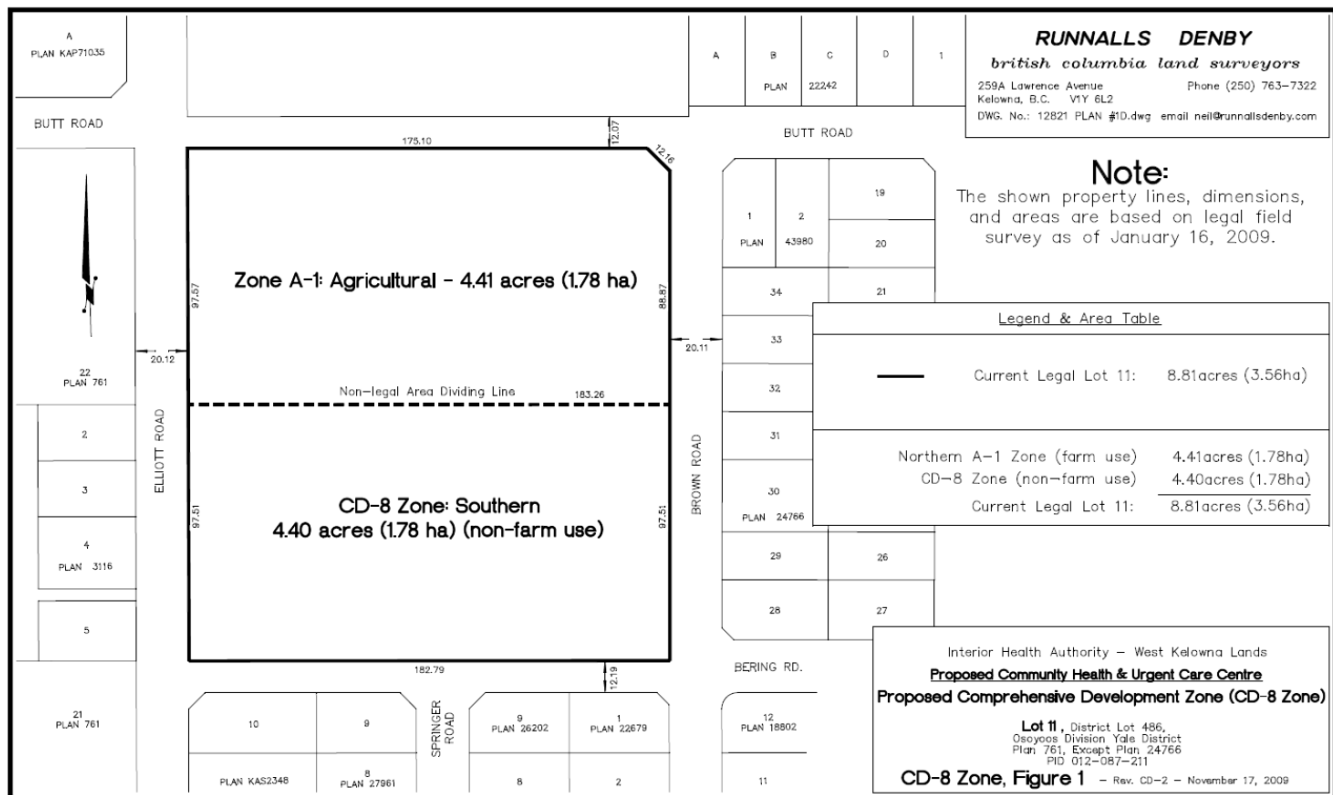 A
PLAN KAP71035
BUTT ROAD
A
B
C
D
1
PLAN 22242
BUTT ROAD
RUNNALLS DENBY
british columbia land surveyors
259A Lawrence Avenue Phone (250) 763-7322
Kelowna, B.C. V1Y 6L2
DWG. No.: 12821 PLAN #1D.dwg email neil@runnallsdenby.com
Note:
The shown property lines, dimensions,
and areas are based on legal field
survey as of January 16, 2009.
175.10
12.07
12.16
Zone A-1: Agricultural - 4.41 acres (1.78 ha)
97.57
88.87
20.12
20.11
Non-legal Area Dividing Line 183.26
CD-8 Zone: Southern
4.40 acres (1.78 ha) (non-farm use)
97.51
97.51
182.79
12.19
22
PLAN 761
2
3
4
PLAN 3116
5
21
PLAN 761
ELLIOTT ROAD
BROWN ROAD
1
2
PLAN 43980
19
20
34
21
33
32
31
30
PLAN 24766
29
26
28
27
BERING RD.
12
PLAN 18802
11
10
9
PLAN KAS2348
8
PLAN 27961
SPRINGER
ROAD
9
PLAN 26202
1
PLAN 22679
8
2
Legend & Area Table
Current Legal Lot 11: 8.81acres (3.56ha)
Northern A-1 Zone (farm use) 4.41acres (1.78ha)
CD-8 Zone (non-farm use) 4.40acres (1.78ha)
Current Legal Lot 11: 8.81acres (3.56ha)
Interior Health Authority - West Kelowna Lands
Proposed Community Health & Urgent Care Centre
Proposed Comprehensive Development Zone (CD-8 Zone)
Lot 11, District Lot 486,
Osoyoos Division Yale District
Plan 761, Except Plan 24766
PID 012-087-211
CD-8 Zone, Figure 1 - Rev. CD-2 - November 17, 2009